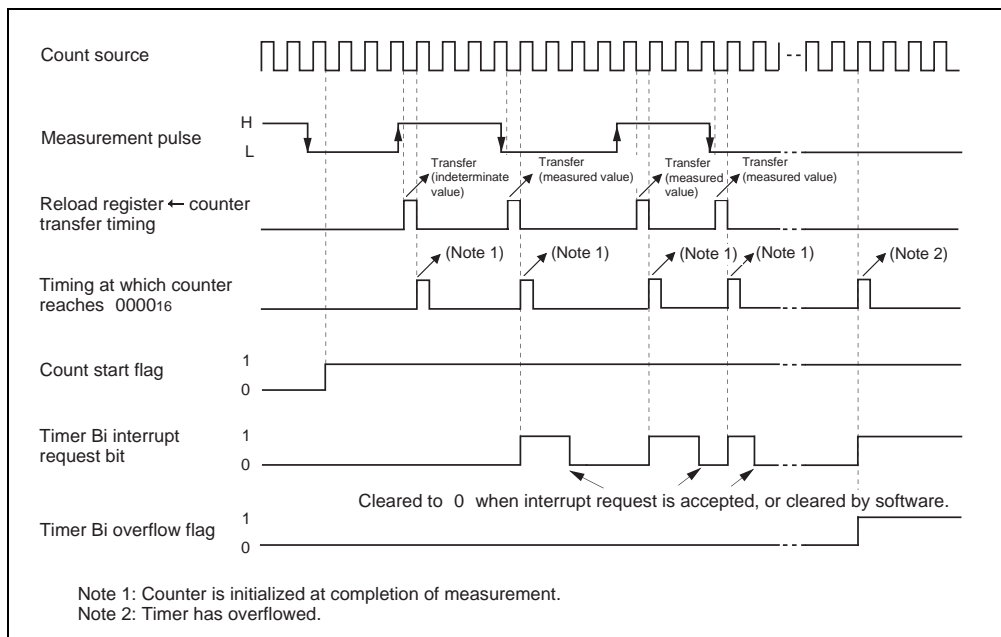 Count source
Measurement pulse
H
L
Transfer
(indeterminate
value)
Transfer
(measured value)
Transfer
(measured
value)
Transfer
(measured value)
Reload register ← counter
transfer timing
(Note 1)
(Note 1)
(Note 1)
(Note 1)
(Note 2)
Timing at which counter
reaches 000016
Count start flag
1
0
Timer Bi interrupt
request bit
1
0
Cleared to 0 when interrupt request is accepted, or cleared by software.
Timer Bi overflow flag
1
0
Note 1: Counter is initialized at completion of measurement.
Note 2: Timer has overflowed.